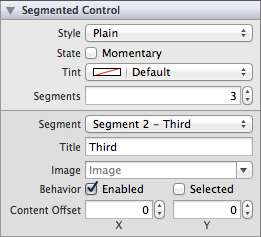 Segmented Control
Style Plain
State Momentary
Tint Default
Segments 3
Segment Segment 2 – Third
Title Third
Image Image
Behavior Enabled Selected
Content Offset 0 0
X Y